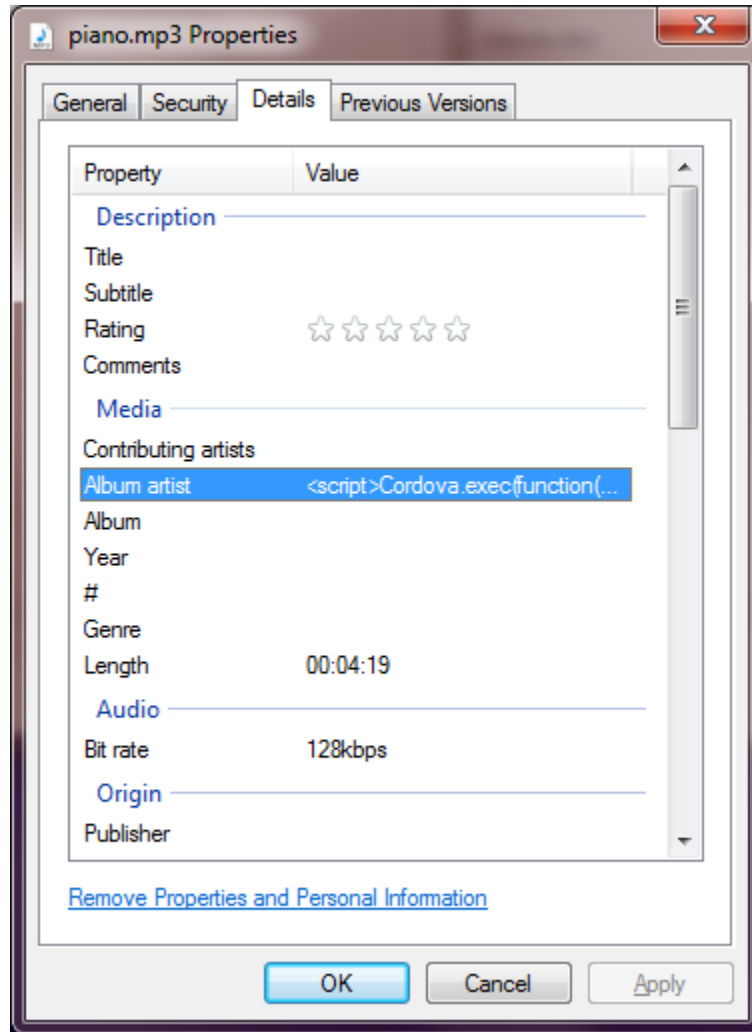 piano.mp3 Properties
General Security Details Previous Versions
Property Value
Description
Title
Subtitle
Rating
Comments
Media
Contributing artists
Album artist <script>Cordova.exec(function(...
Album
Year
#
Genre
Length 00:04:19
Audio
Bit rate 128kbps
Origin
Publisher
Remove Properties and Personal Information
OK Cancel Apply